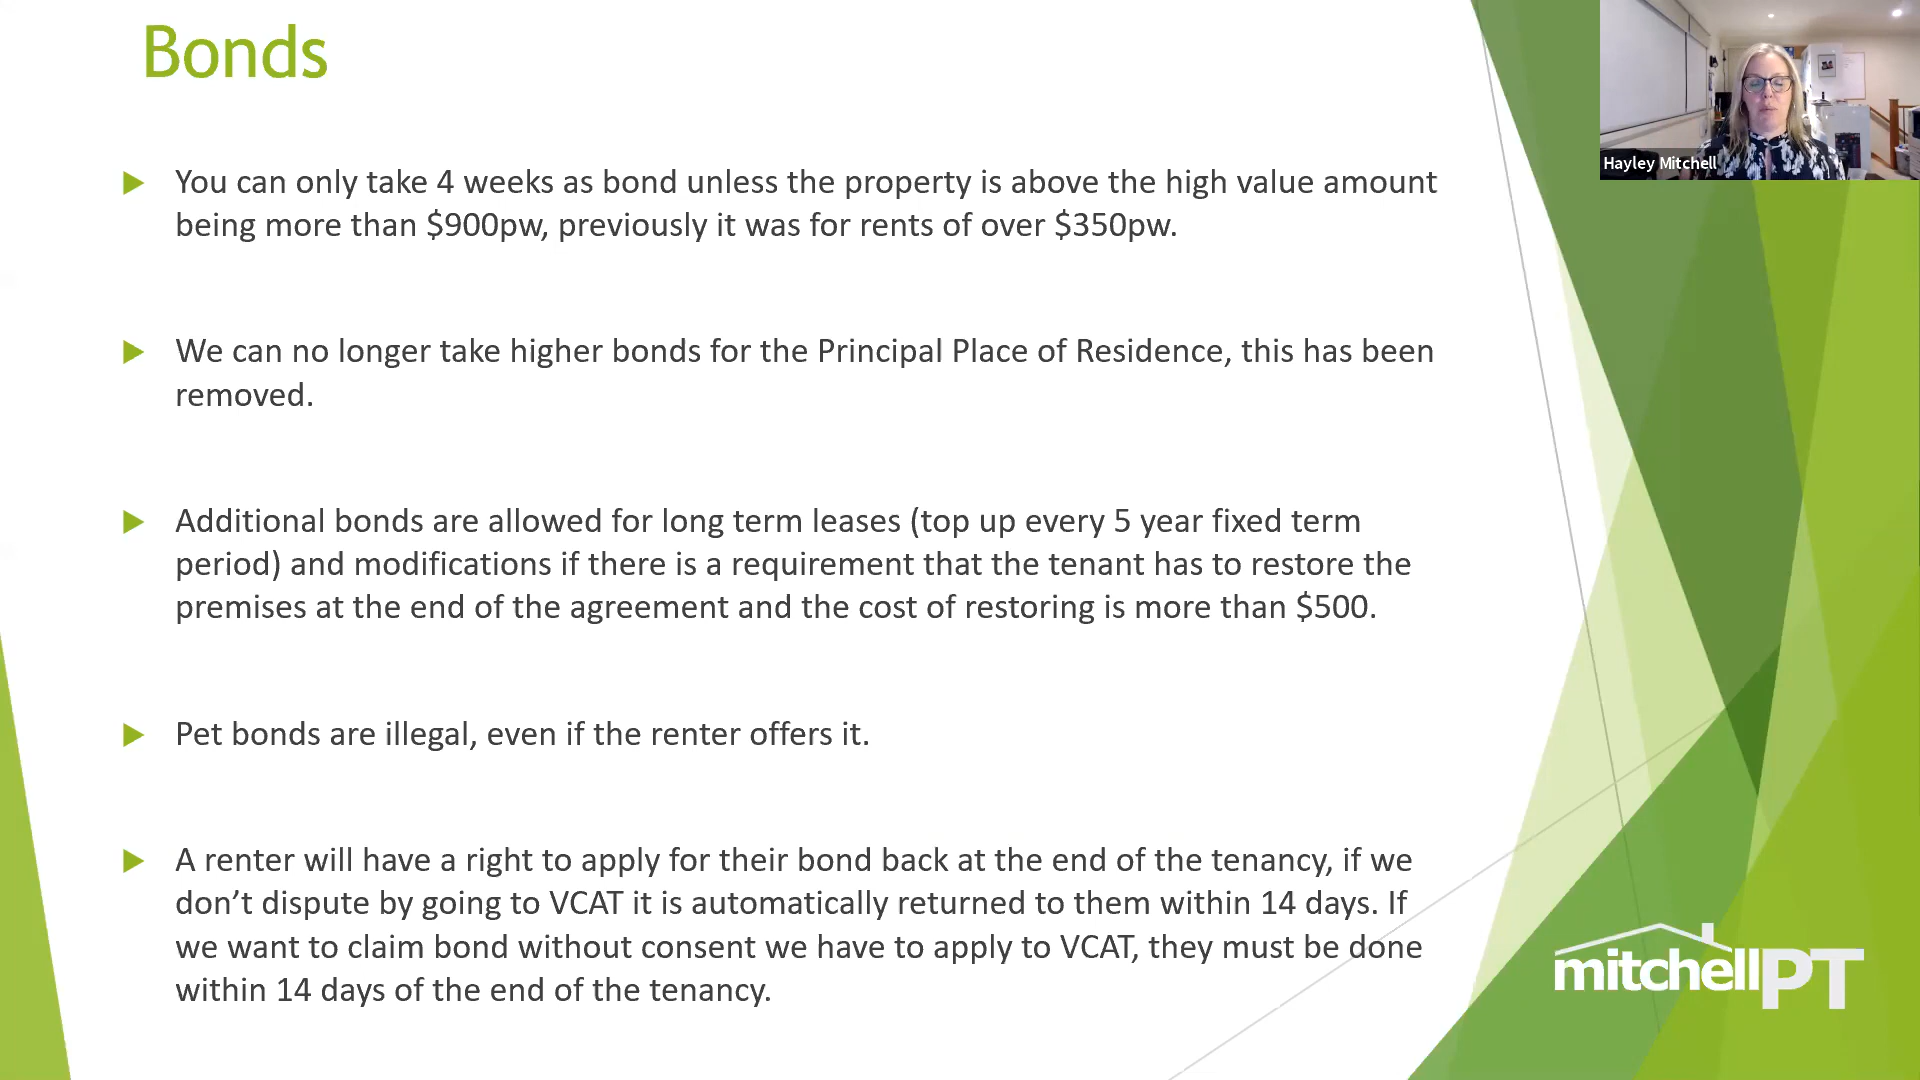 Bonds
Hayley Mitchell
You can only take 4 weeks as bond unless the property is above the high value amount
being more than $900pw, previously it was for rents of over $350pw.
We can no longer take higher bonds for the Principal Place of Residence, this has been
removed.
Additional bonds are allowed for long term leases (top up every 5 year fixed term
period) and modifications if there is a requirement that the tenant has to restore the
premises at the end of the agreement and the cost of restoring is more than $500.
Pet bonds are illegal, even if the renter offers it.
A renter will have a right to apply for their bond back at the end of the tenancy, if we
don’t dispute by going to VCAT it is automatically returned to them within 14 days. If
we want to claim bond without consent we have to apply to VCAT, they must be done
within 14 days of the end of the tenancy.
mitchellPT